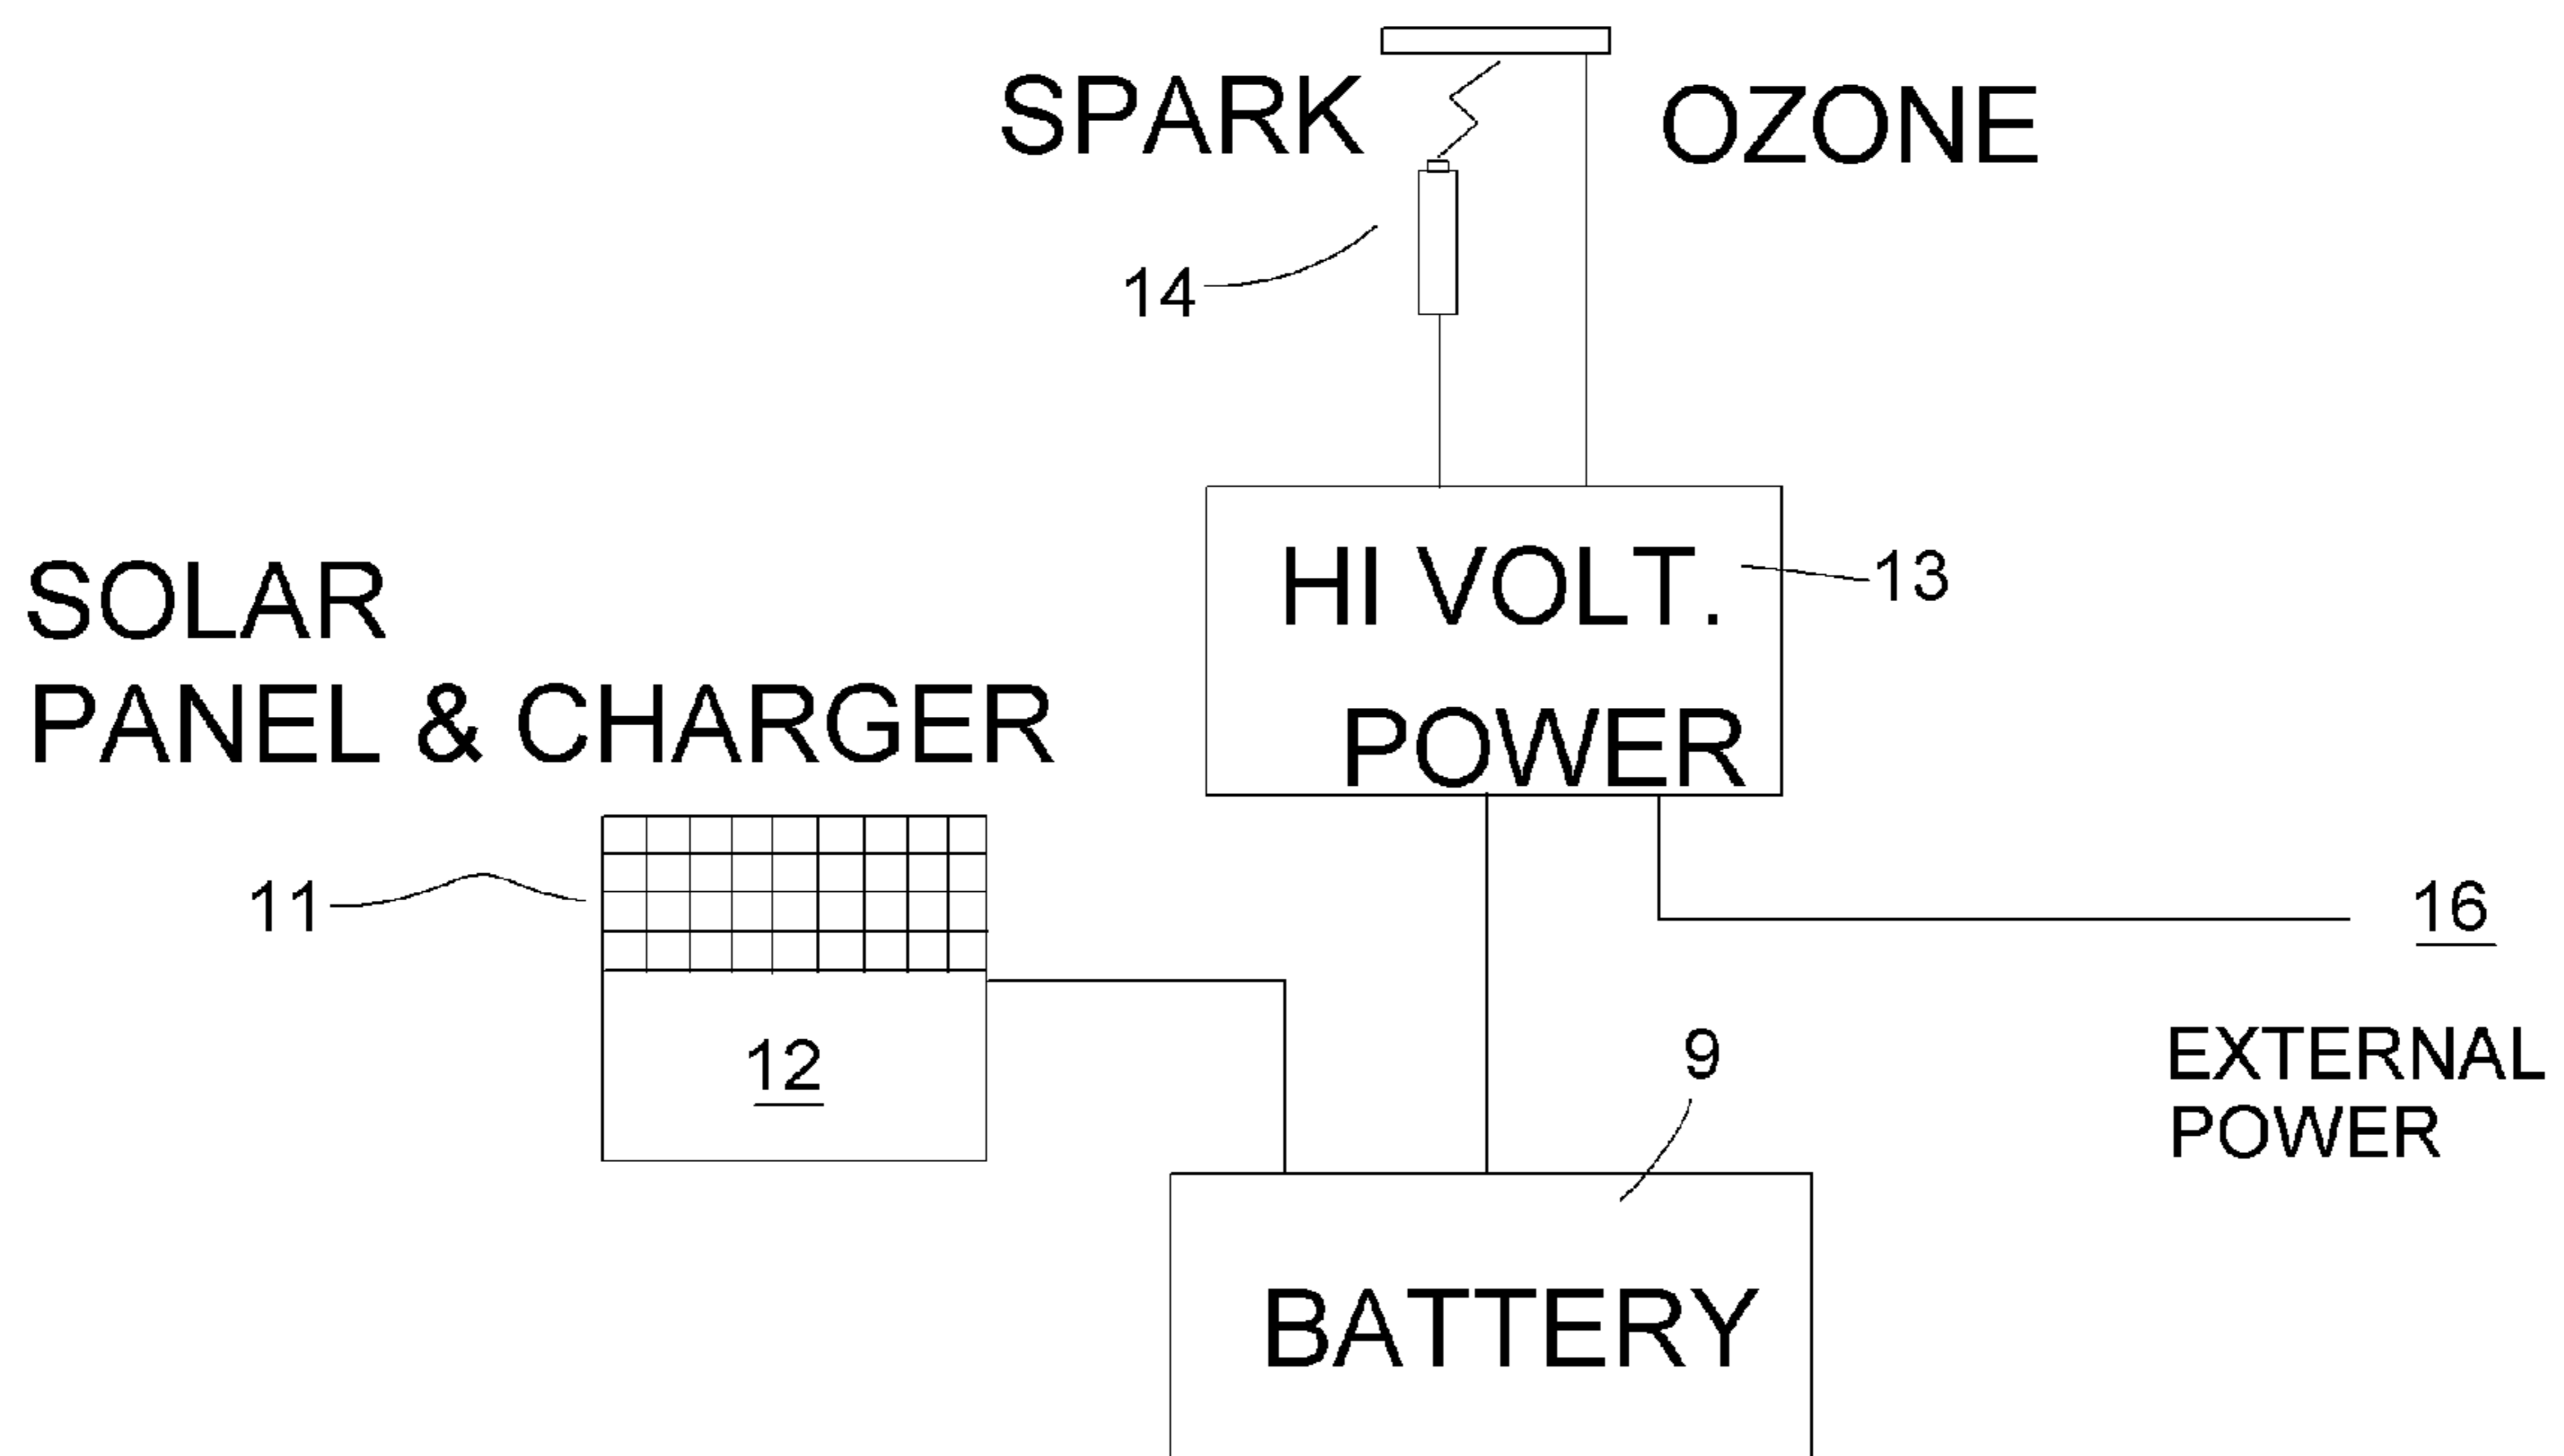 SPARK
OZONE
14
HI VOLT.
POWER
13
SOLAR
PANEL & CHARGER
11
12
16
EXTERNAL
POWER
9
BATTERY